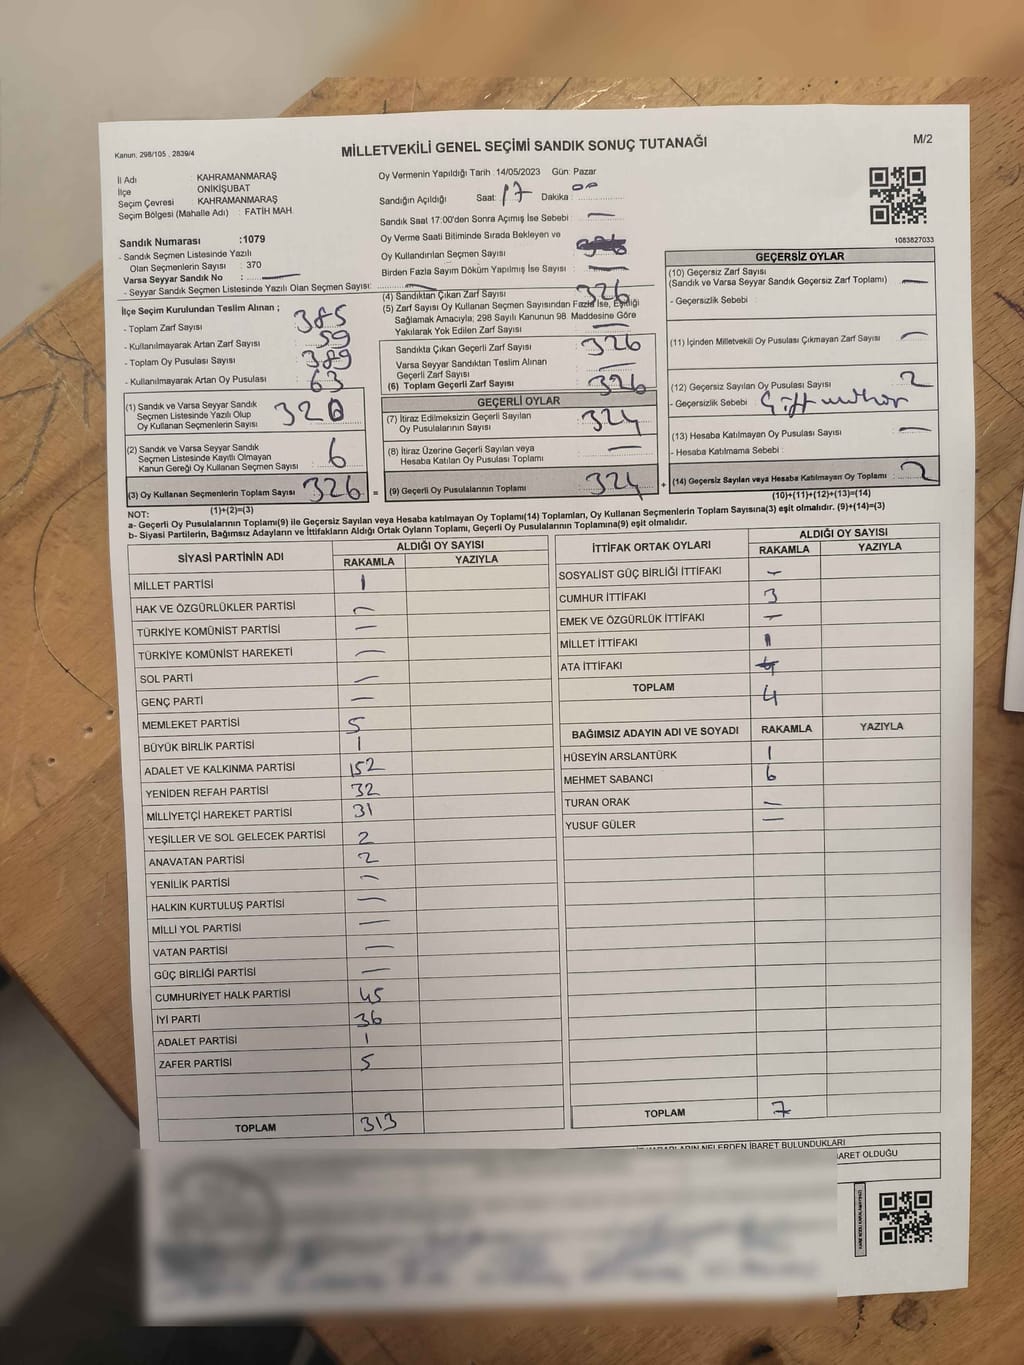 Kanun, 298/105 , 2839/4
MİLLETVEKİLİ GENEL SEÇİMİ SANDIK SONUÇ TUTANAĞI
M/2
İl Adı : KAHRAMANMARAŞ
İlçe : ONİKİŞUBAT
Seçim Çevresi : KAHRAMANMARAŞ
Seçim Bölgesi (Mahalle Adı) : FATİH MAH
Sandık Numarası :1079
- Sandık Seçmen Listesinde Yazılı
Olan Seçmenlerin Sayısı : 370
Varsa Seyyar Sandık No : —
- Seyyar Sandık Seçmen Listesinde Yazılı Olan Seçmen Sayısı: —
Oy Vermenin Yapıldığı Tarih :14/05/2023 Gün: Pazar
Sandığın Açıldığı Saat: 17 Dakika : 00
Sandık Saat 17:00'den Sonra Açımış İse Sebebi : —
Oy Verme Saati Bitiminde Sırada Bekleyen ve
Oy Kullandırılan Seçmen Sayısı :
Birden Fazla Sayım Döküm Yapılmış İse Sayısı : —
1083827033
İlçe Seçim Kurulundan Teslim Alınan ;
- Toplam Zarf Sayısı : 385
- Kullanılmayarak Artan Zarf Sayısı : 59
- Toplam Oy Pusulası Sayısı : 389
- Kullanılmayarak Artan Oy Pusulası : 63
(1) Sandık ve Varsa Seyyar Sandık
Seçmen Listesinde Yazılı Olup
Oy Kullanan Seçmenlerin Sayısı : 320
(2) Sandık ve Varsa Seyyar Sandık
Seçmen Listesinde Kayıtlı Olmayan
Kanun Gereği Oy Kullanan Seçmen Sayısı : 6
(3) Oy Kullanan Seçmenlerin Toplam Sayısı : 326
(1)+(2)=(3)
(4) Sandıktan Çıkan Zarf Sayısı : 326
(5) Zarf Sayısı Oy Kullanan Seçmen Sayısından Fazla İse, Eşitliği
Sağlamak Amacıyla; 298 Sayılı Kanunun 98. Maddesine Göre
Yakılarak Yok Edilen Zarf Sayısı : —
Sandıkta Çıkan Geçerli Zarf Sayısı : 326
Varsa Seyyar Sandıktan Teslim Alınan
Geçerli Zarf Sayısı : —
(6) Toplam Geçerli Zarf Sayısı : 326
=
GEÇERLİ OYLAR
(7) İtiraz Edilmeksizin Geçerli Sayılan
Oy Pusulalarının Sayısı : 324
(8) İtiraz Üzerine Geçerli Sayılan veya
Hesaba Katılan Oy Pusulası Toplamı : —
(9) Geçerli Oy Pusulalarının Toplamı : 324
+
GEÇERSİZ OYLAR
(10) Geçersiz Zarf Sayısı
(Sandık ve Varsa Seyyar Sandık Geçersiz Zarf Toplamı) : —
- Geçersizlik Sebebi :
(11) İçinden Milletvekili Oy Pusulası Çıkmayan Zarf Sayısı : —
(12) Geçersiz Sayılan Oy Pusulası Sayısı : 2
- Geçersizlik Sebebi : Çift mühür
(13) Hesaba Katılmayan Oy Pusulası Sayısı : —
- Hesaba Katılmama Sebebi :
(14) Geçersiz Sayılan veya Hesaba Katılmayan Oy Toplamı : 2
(10)+(11)+(12)+(13)=(14)
NOT:
a- Geçerli Oy Pusulalarının Toplamı(9) ile Geçersiz Sayılan veya Hesaba katılmayan Oy Toplamı(14) Toplamları, Oy Kullanan Seçmenlerin Toplam Sayısına(3) eşit olmalıdır. (9)+(14)=(3)
b- Siyasi Partilerin, Bağımsız Adayların ve İttifakların Aldığı Oyların Toplamı, Geçerli Oy Pusulalarının Toplamına(9) eşit olmalıdır.
SİYASİ PARTİNİN ADI ALDIĞI OY SAYISI
RAKAMLA YAZIYLA
MİLLET PARTİSİ 1
HAK VE ÖZGÜRLÜKLER PARTİSİ —
TÜRKİYE KOMÜNİST PARTİSİ —
TÜRKİYE KOMÜNİST HAREKETİ —
SOL PARTİ —
GENÇ PARTİ —
MEMLEKET PARTİSİ 5
BÜYÜK BİRLİK PARTİSİ 1
ADALET VE KALKINMA PARTİSİ 152
YENİDEN REFAH PARTİSİ 32
MİLLİYETÇİ HAREKET PARTİSİ 31
YEŞİLLER VE SOL GELECEK PARTİSİ 2
ANAVATAN PARTİSİ 2
YENİLİK PARTİSİ —
HALKIN KURTULUŞ PARTİSİ —
MİLLİ YOL PARTİSİ —
VATAN PARTİSİ —
GÜÇ BİRLİĞİ PARTİSİ —
CUMHURİYET HALK PARTİSİ 45
İYİ PARTİ 36
ADALET PARTİSİ 1
ZAFER PARTİSİ 5
TOPLAM 313
İTTİFAK ORTAK OYLARI ALDIĞI OY SAYISI
RAKAMLA YAZIYLA
SOSYALİST GÜÇ BİRLİĞİ İTTİFAKI —
CUMHUR İTTİFAKI 3
EMEK VE ÖZGÜRLÜK İTTİFAKI —
MİLLET İTTİFAKI 1
ATA İTTİFAKI
TOPLAM 4
BAĞIMSIZ ADAYIN ADI VE SOYADI RAKAMLA YAZIYLA
HÜSEYİN ARSLANTÜRK 1
MEHMET SABANCI 6
TURAN ORAK —
YUSUF GÜLER —
TOPLAM 7
NELERDEN İBARET BULUNDUKLARI
BARET OLDUĞU